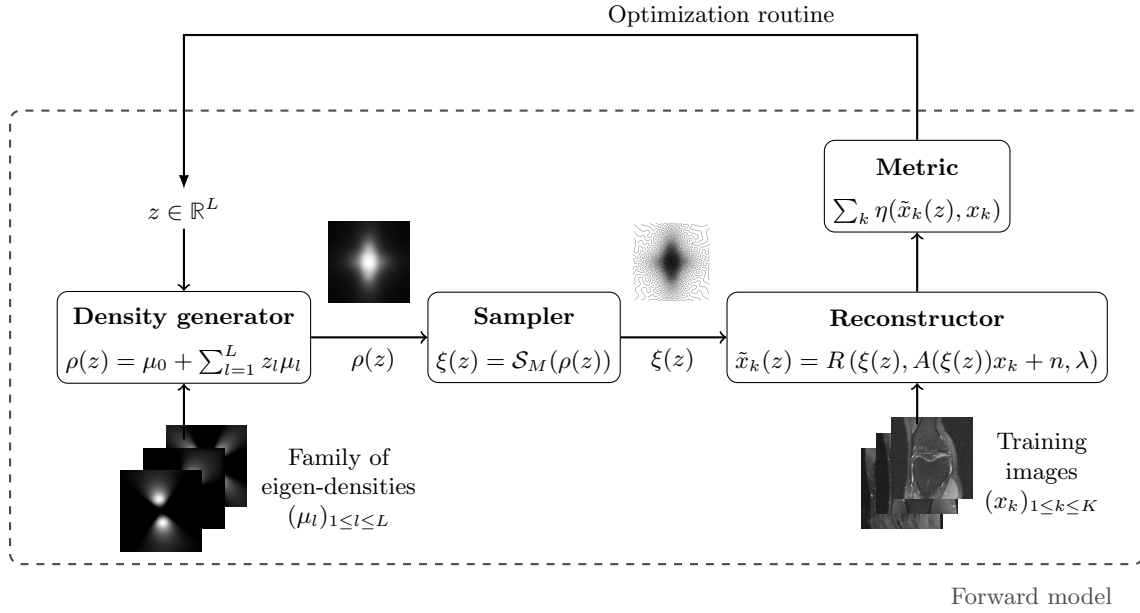 Optimization routine
z ∈ ℝ^L
Density generator
ρ(z) = μ_0 + ∑_{l=1}^{L} z_l μ_l
ρ(z)
Sampler
ξ(z) = 𝒮_M(ρ(z))
ξ(z)
Metric
∑_k η(x̃_k(z), x_k)
Reconstructor
x̃_k(z) = R (ξ(z), A(ξ(z))x_k + n, λ)
Family of
eigen-densities
(μ_l)_{1≤l≤L}
Training
images
(x_k)_{1≤k≤K}
Forward model